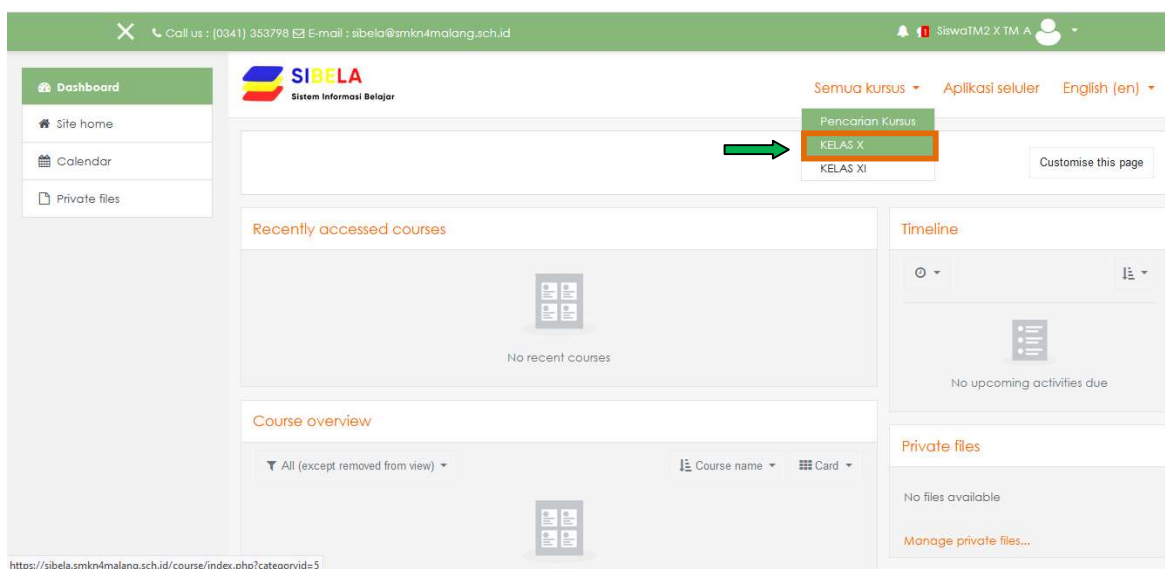 Call us : (0341) 353798 E-mail : sibela@smkn4malang.sch.id
1 SiswaTM2 X TM A
Dashboard
Site home
Calendar
Private files
SIBELA
Sistem Informasi Belajar
Semua kursus Aplikasi seluler English (en)
Pencarian Kursus
KELAS X
KELAS XI
Customise this page
Recently accessed courses
No recent courses
Timeline
No upcoming activities due
Course overview
All (except removed from view) Course name Card
Private files
No files available
Manage private files...
https://sibela.smkn4malang.sch.id/course/index.php?categoryid=5